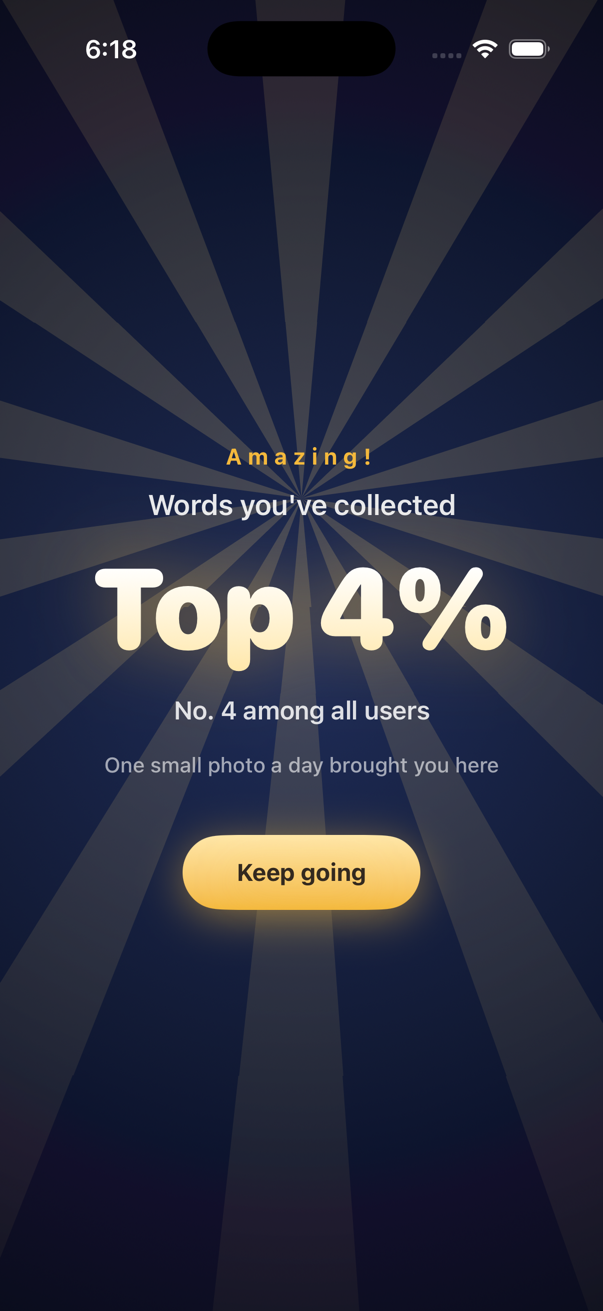 6:18
Amazing!
Words you've collected
Top 4%
No. 4 among all users
One small photo a day brought you here
Keep going